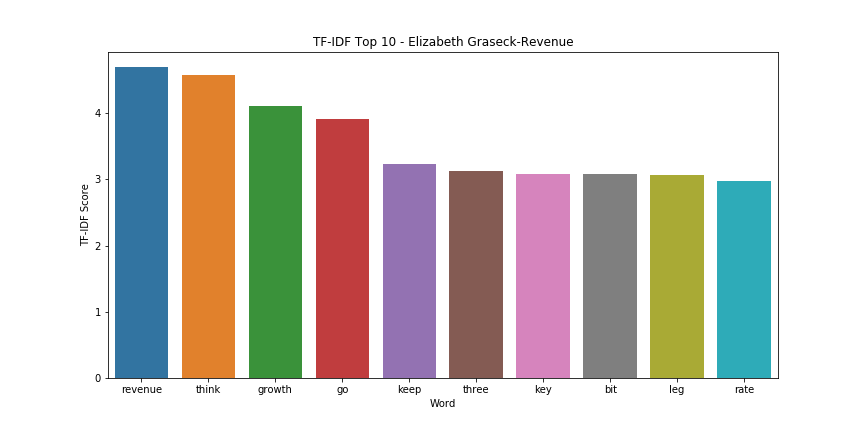 TF-IDF Top 10 - Elizabeth Graseck-Revenue
4
3
2
1
0
TF-IDF Score
revenue think growth go keep three key bit leg rate
Word